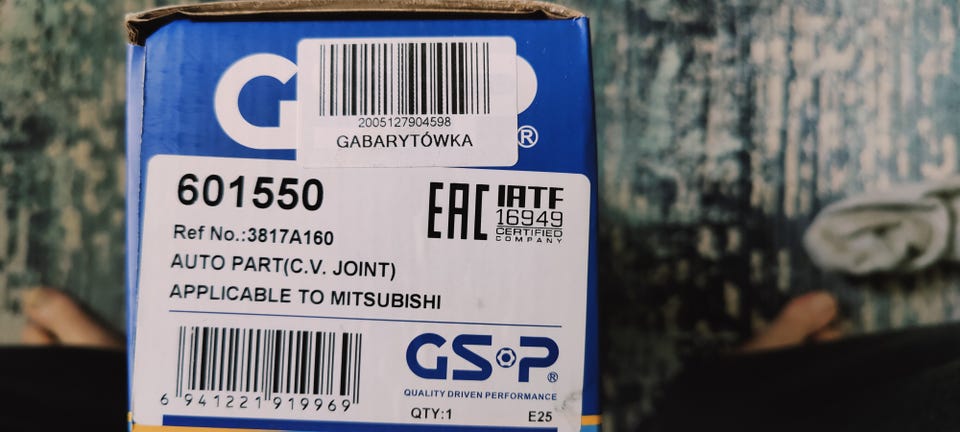 G P ®
2005127904598
GABARYTÓWKA
601550
EAC
IATF
16949
CERTIFIED
COMPANY
Ref No.:3817A160
AUTO PART(C.V. JOINT)
APPLICABLE TO MITSUBISHI
6 941221 919969
GSP®
QUALITY DRIVEN PERFORMANCE
QTY:1 E25